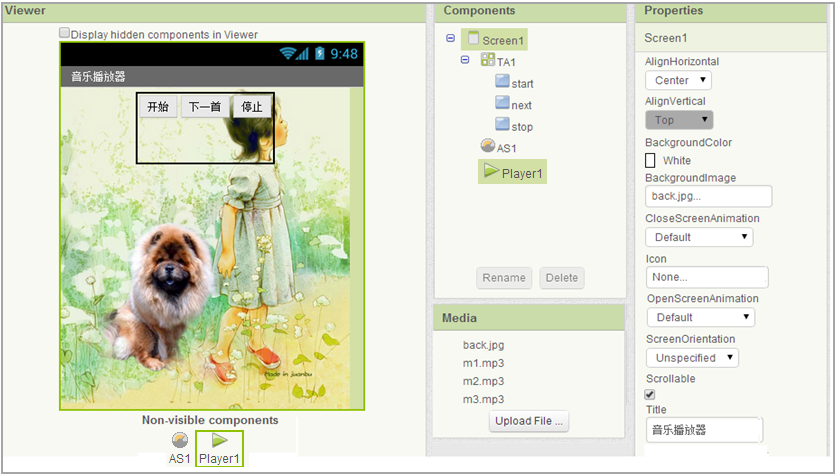 Viewer
Display hidden components in Viewer
9:48
音乐播放器
开始 下一首 停止
Made in juanbu
Non-visible components
AS1 Player1
Components
Screen1
TA1
start
next
stop
AS1
Player1
Rename Delete
Media
back.jpg
m1.mp3
m2.mp3
m3.mp3
Upload File ...
Properties
Screen1
AlignHorizontal
Center
AlignVertical
Top
BackgroundColor
White
BackgroundImage
back.jpg...
CloseScreenAnimation
Default
Icon
None...
OpenScreenAnimation
Default
ScreenOrientation
Unspecified
Scrollable
Title
音乐播放器